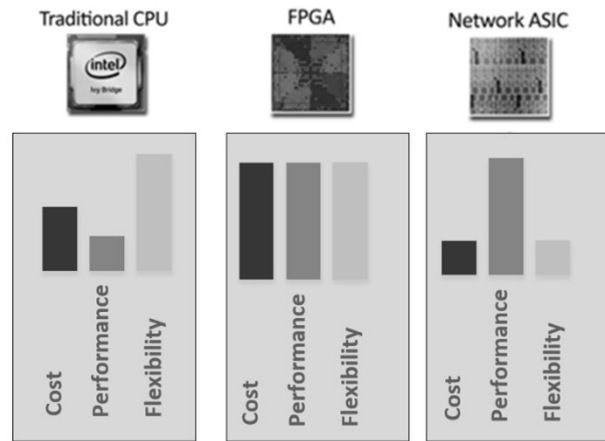 Traditional CPU
FPGA
Network ASIC
intel
Ivy Bridge
Cost
Performance
Flexibility
Cost
Performance
Flexibility
Cost
Performance
Flexibility